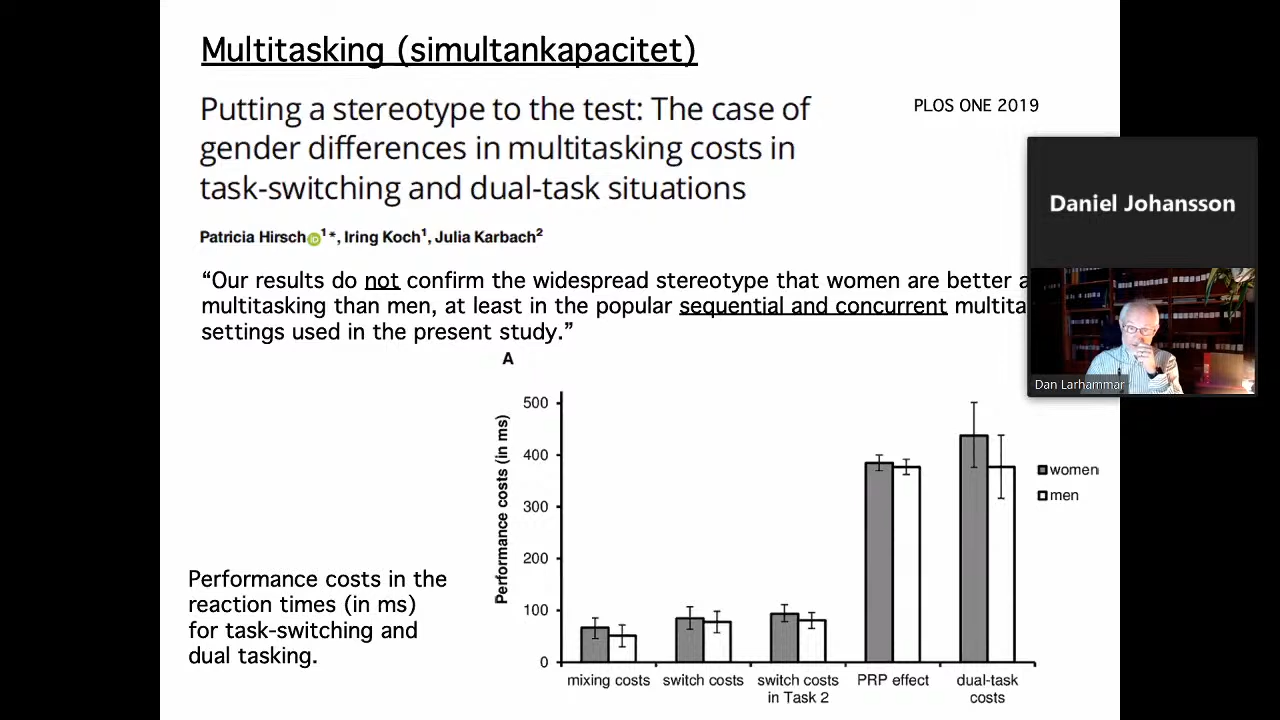 Multitasking (simultankapacitet)
Putting a stereotype to the test: The case of
gender differences in multitasking costs in
task-switching and dual-task situations
PLOS ONE 2019
Patricia Hirsch iD 1*, Iring Koch1, Julia Karbach2
Daniel Johansson
“Our results do not confirm the widespread stereotype that women are better a
multitasking than men, at least in the popular sequential and concurrent multita
settings used in the present study.”
Dan Larhammar
A
Performance costs (in ms)
500
400
300
200
100
0
women
men
mixing costs
switch costs
switch costs
in Task 2
PRP effect
dual-task
costs
Performance costs in the
reaction times (in ms)
for task-switching and
dual tasking.